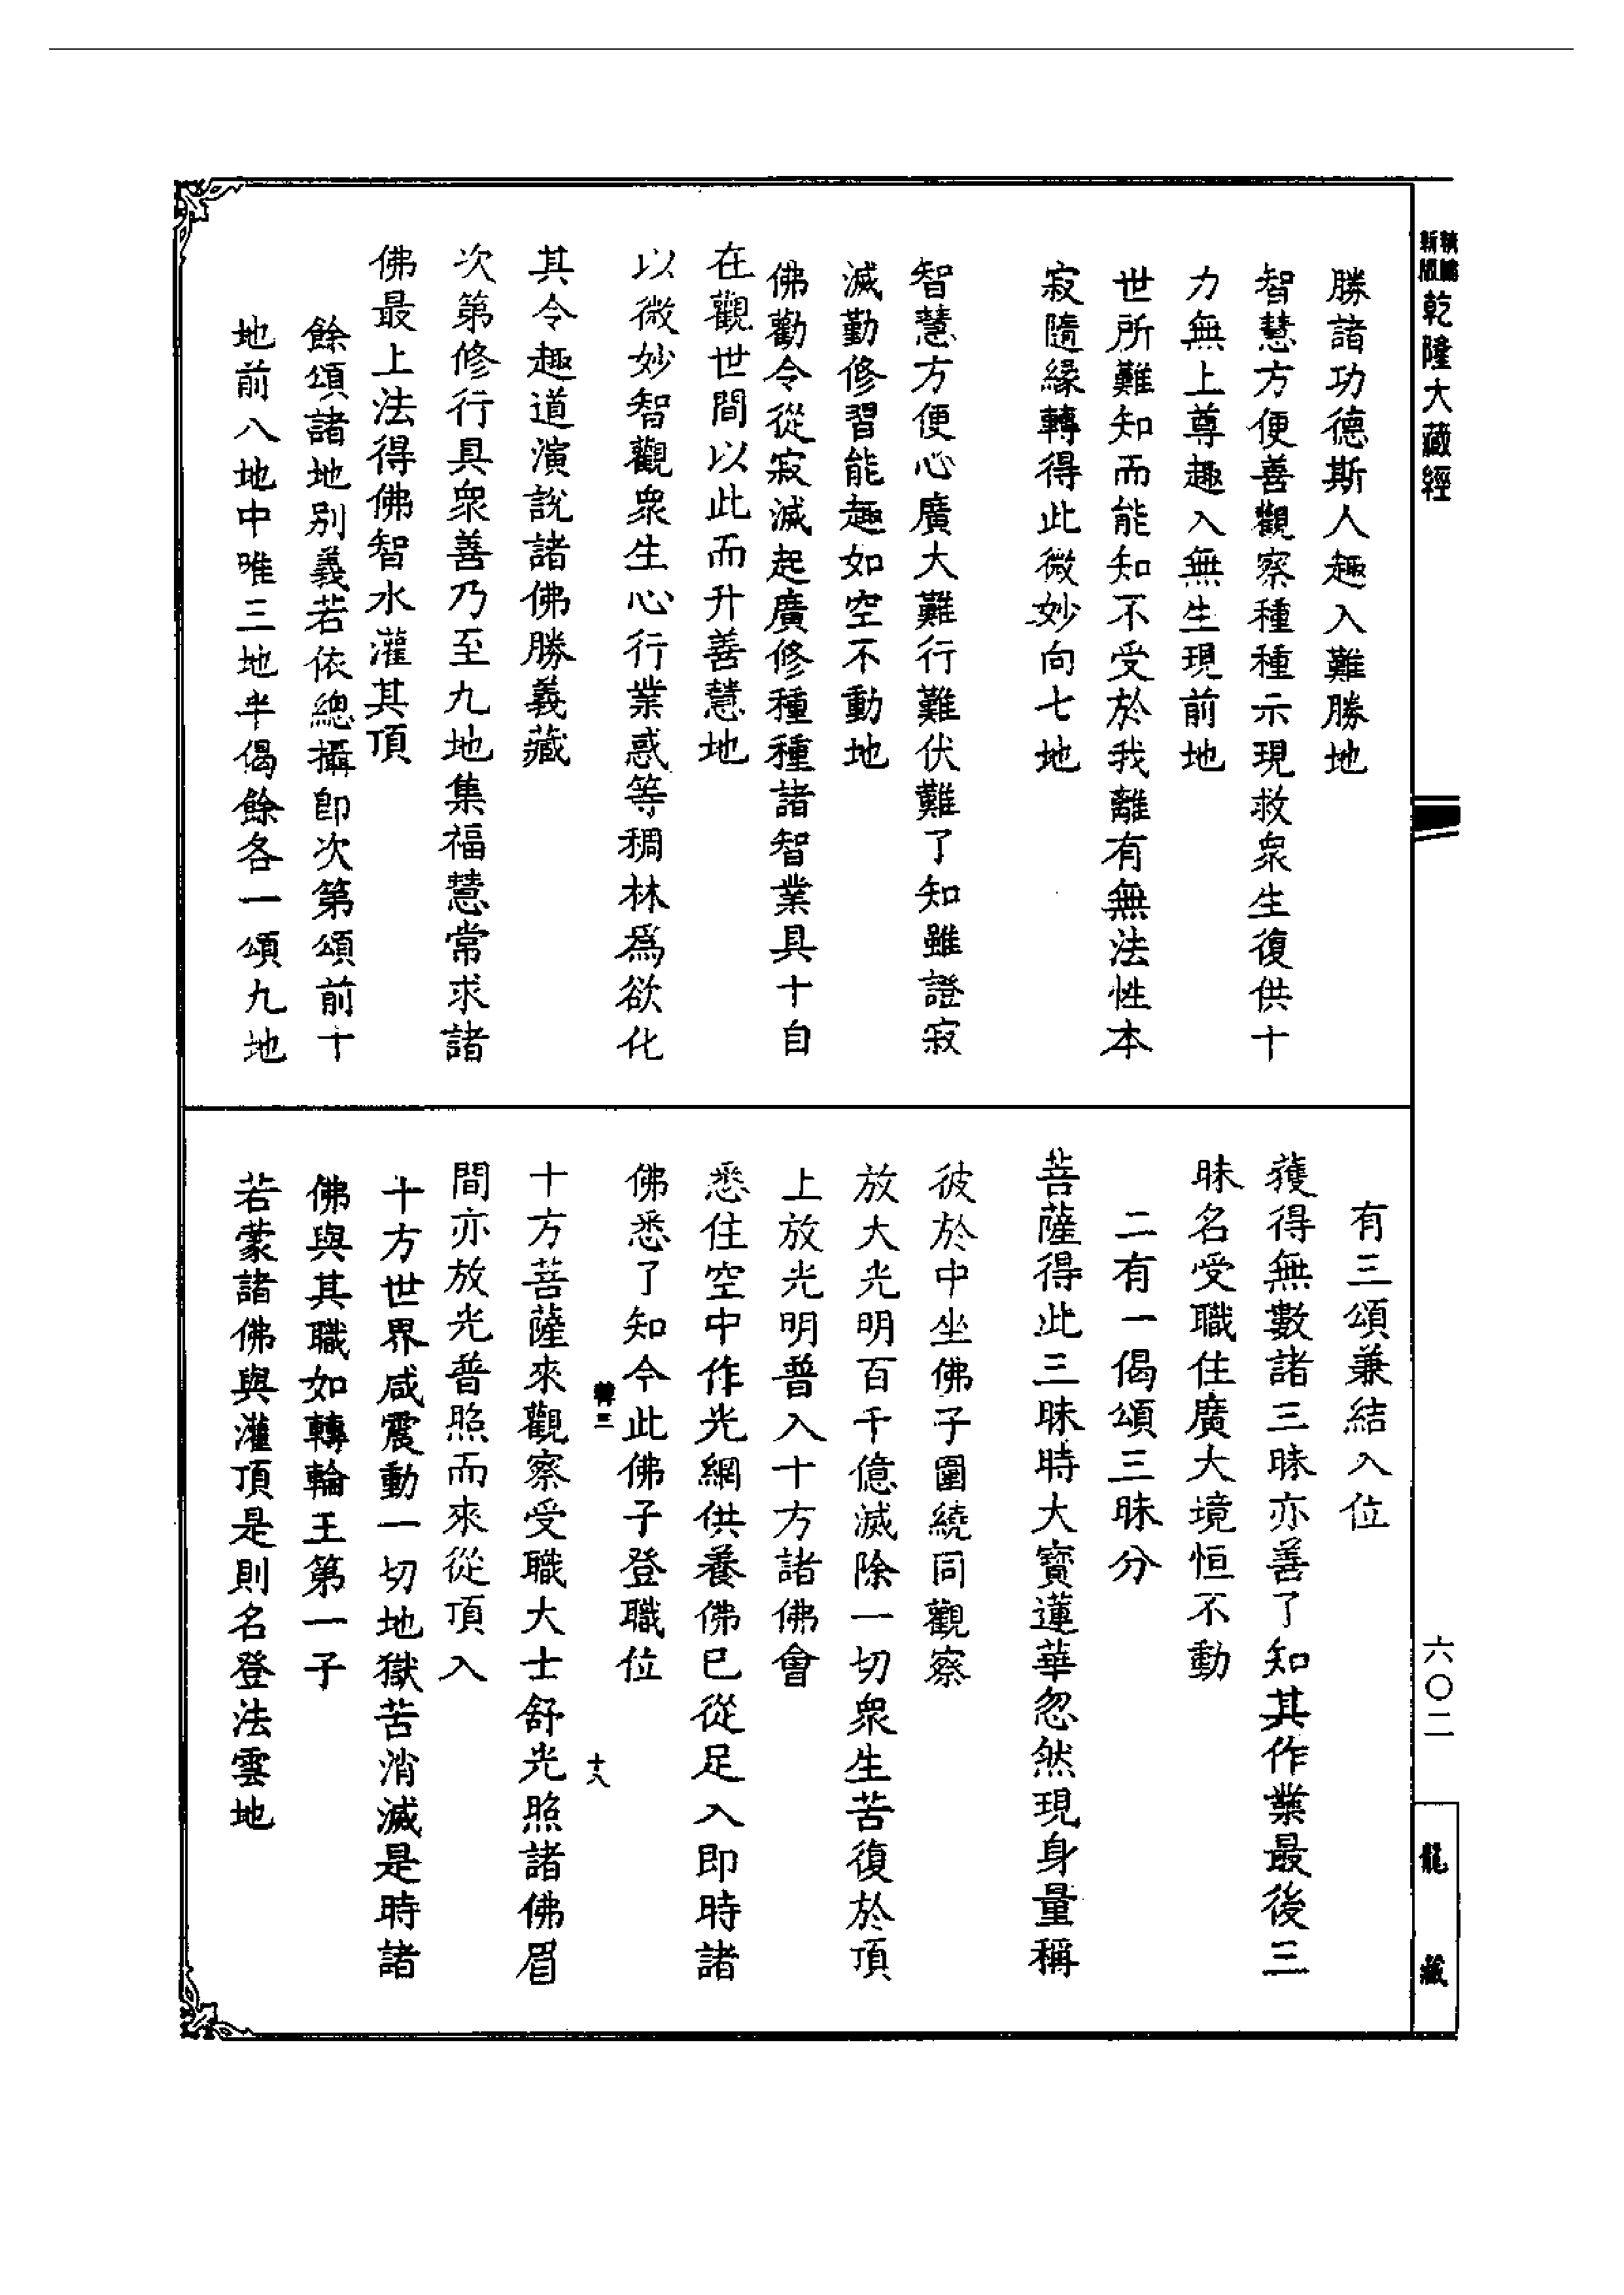 新版
精編
乾隆大藏經
六〇二
龍藏
勝諸功德斯人趣入難勝地
智慧方便善觀察種種示現救眾生復供十
力無上尊趣入無生現前地
世所難知而能知不受於我離有無法性本
寂隨緣轉得此微妙向七地
智慧方便心廣大難行難伏難了知雖證寂
滅勤修習能趣如空不動地
佛勸令從寂滅起廣修種種諸智業具十自
在觀世間以此而升善慧地
以微妙智觀眾生心行業惑等稠林為欲化
其令趣道演說諸佛勝義藏
次第修行具眾善乃至九地集福慧常求諸
佛最上法得佛智水灌其頂
餘頌諸地別義若依總攝即次第頌前十
地前八地中唯三地半偈餘各一頌九地
有三頌兼結入位
獲得無數諸三昧亦善了知其作業最後三
昧名受職住廣大境恒不動
二有一偈頌三昧分
菩薩得此三昧時大寶蓮華忽然現身量稱
彼於中坐佛子圍繞同觀察
放大光明百千億滅除一切眾生苦復於頂
上放光明普入十方諸佛會
悉住空中作光網供養佛已從足入即時諸
佛悉了知今此佛子登職位
三
十八
十方菩薩來觀察受職大士舒光照諸佛眉
間亦放光普照而來從頂入
十方世界咸震動一切地獄苦消滅是時諸
佛與其職如轉輪王第一子
若蒙諸佛與灌頂是則名登法雲地